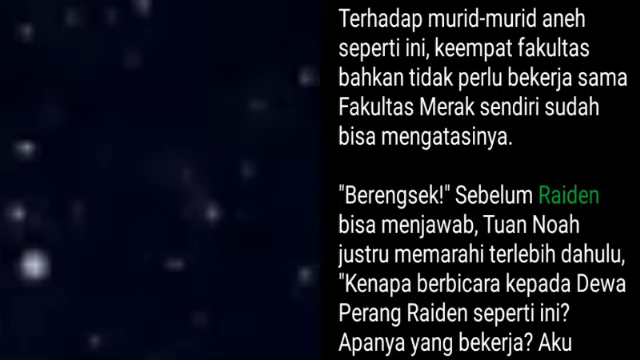 Terhadap murid-murid aneh
seperti ini, keempat fakultas
bahkan tidak perlu bekerja sama
Fakultas Merak sendiri sudah
bisa mengatasinya.
"Berengsek!" Sebelum Raiden
bisa menjawab, Tuan Noah
justru memarahi terlebih dahulu,
"Kenapa berbicara kepada Dewa
Perang Raiden seperti ini?
Apanya yang bekerja? Aku